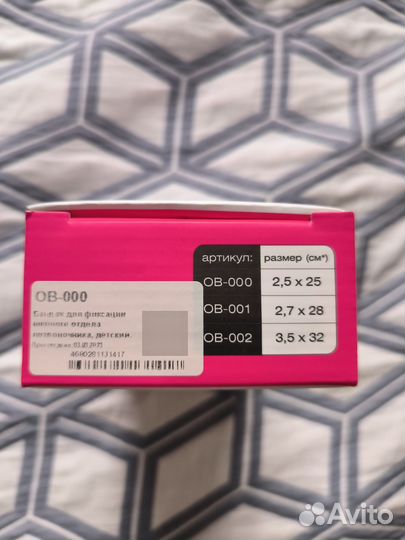 артикул: размер (см*)
OB-000 2,5 x 25
OB-001 2,7 x 28
OB-002 3,5 x 32
OB-000
Бандаж для фиксации
шейного отдела
позвоночника, детский.
4680281131417
Avito